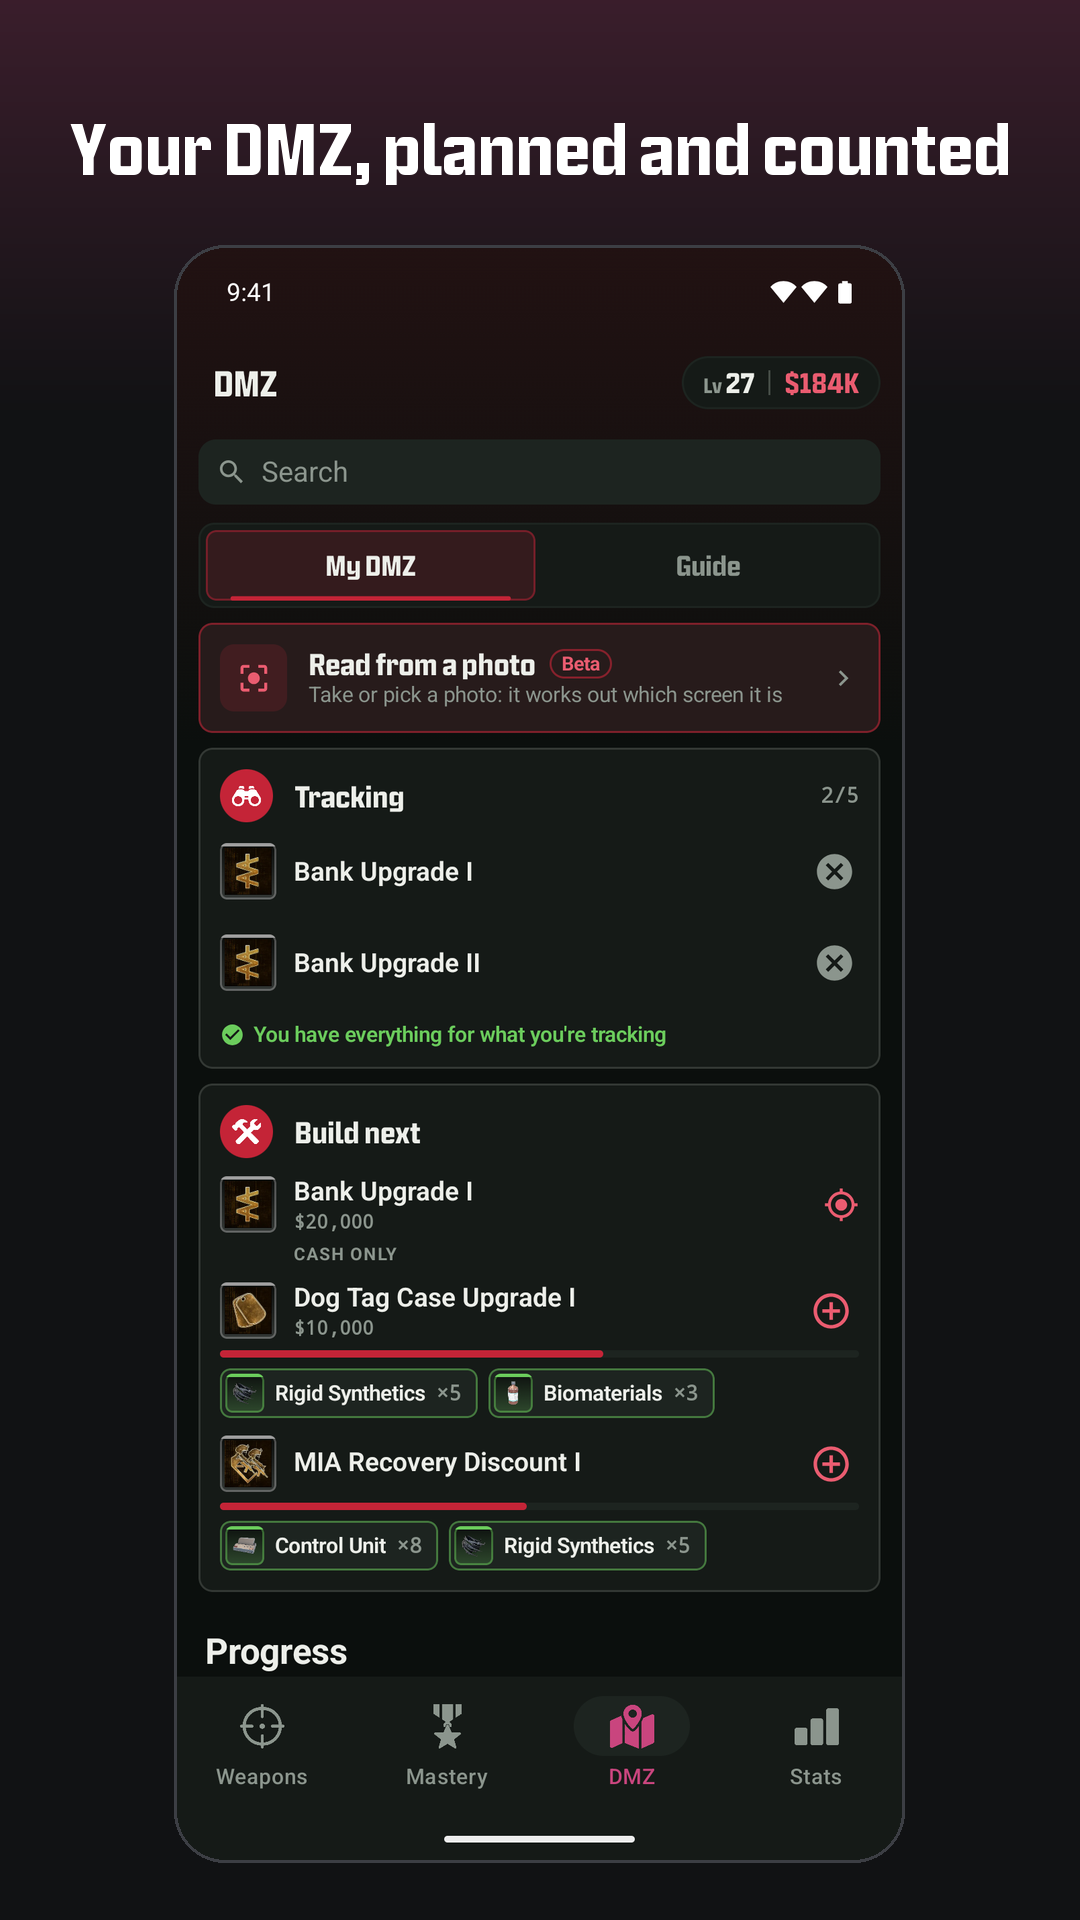 Your DMZ, planned and counted
9:41
DMZ
Lv 27 $184K
Search
My DMZ
Guide
Read from a photo Beta
Take or pick a photo: it works out which screen it is
Tracking
2/5
Bank Upgrade I
Bank Upgrade II
You have everything for what you're tracking
Build next
Bank Upgrade I
$20,000
CASH ONLY
Dog Tag Case Upgrade I
$10,000
Rigid Synthetics ×5
Biomaterials ×3
MIA Recovery Discount I
Control Unit ×8
Rigid Synthetics ×5
Progress
Weapons
Mastery
DMZ
Stats